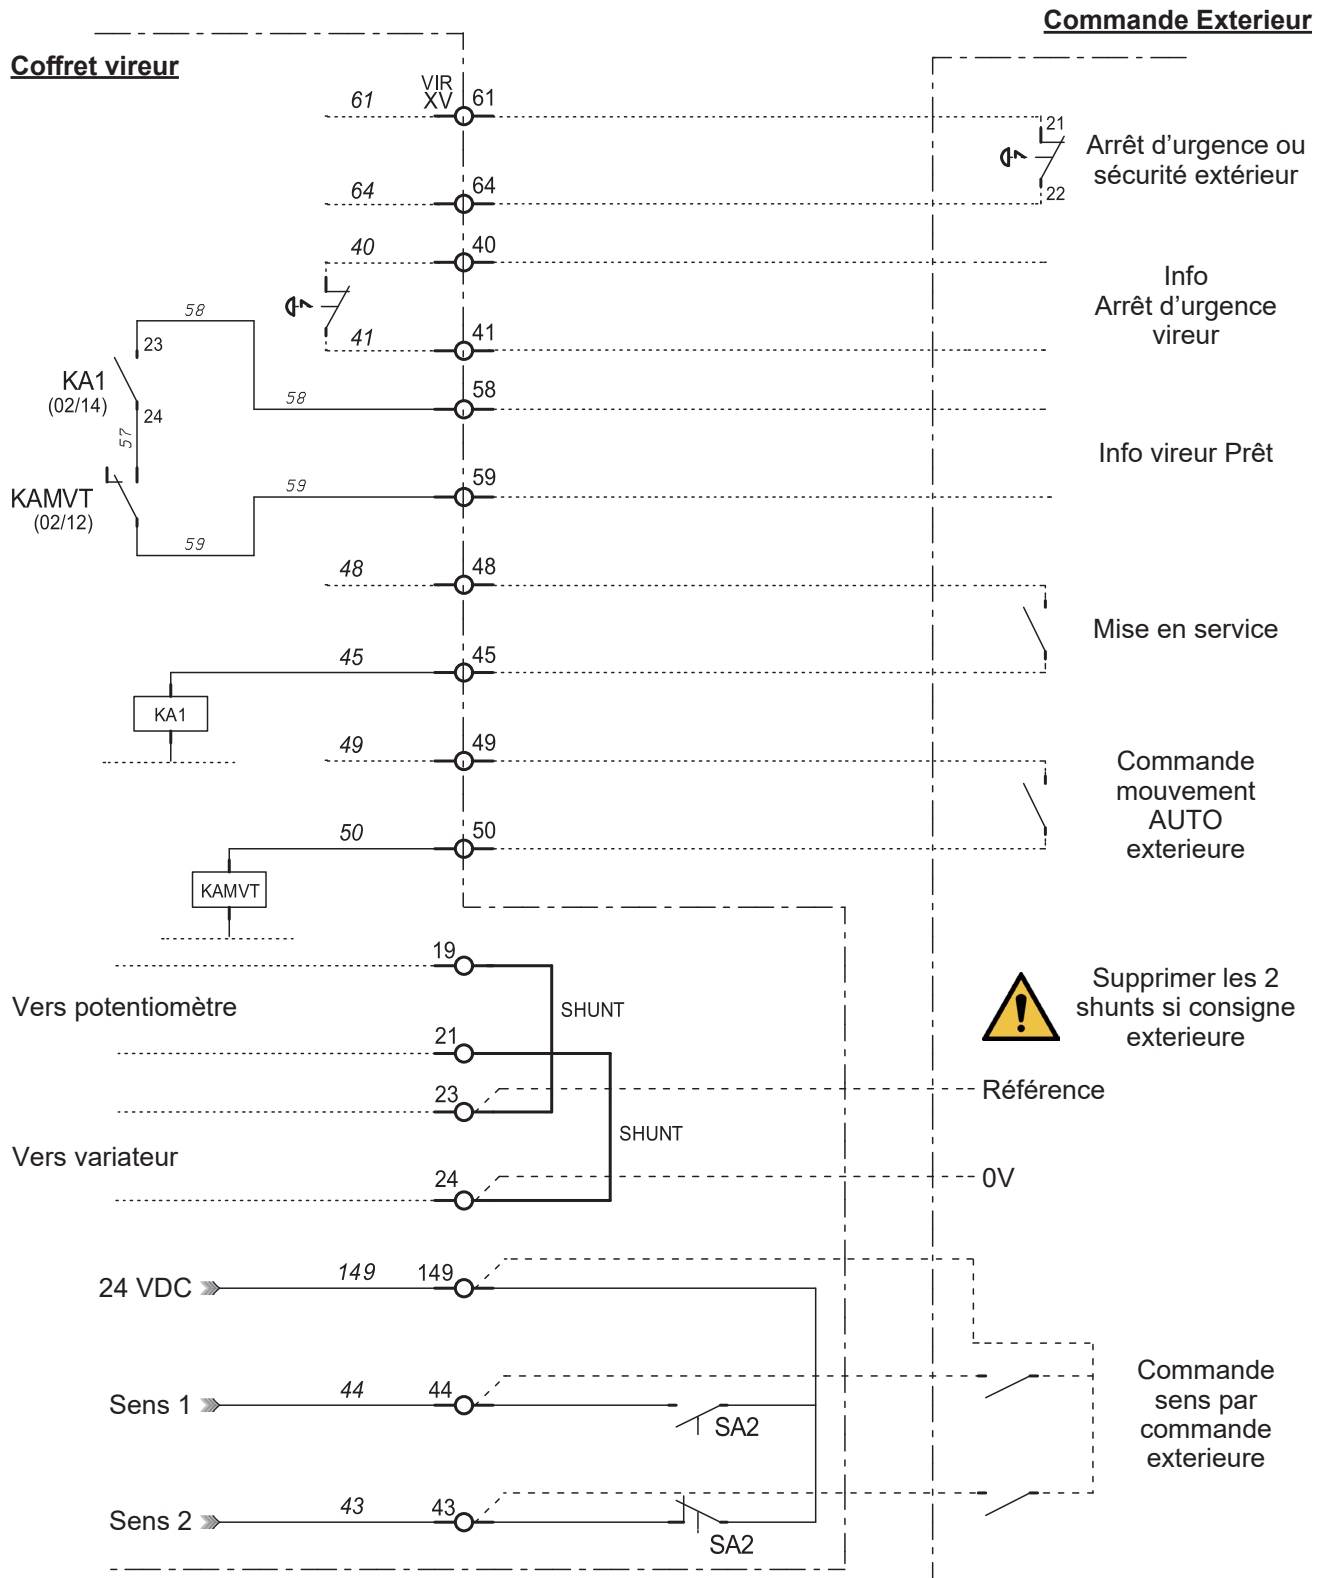 Commande Exterieur
Coffret vireur
VIR
XV
61
61
21
Arrêt d’urgence ou
sécurité extérieur
22
64
64
40
40
Info
Arrêt d’urgence
vireur
41
41
58
23
KA1
(02/14)
24
58
58
57
Info vireur Prêt
KAMVT
(02/12)
59
59
59
48
48
Mise en service
45
45
KA1
49
49
Commande
mouvement
AUTO
exterieure
50
50
KAMVT
19
Vers potentiomètre
SHUNT
Supprimer les 2
shunts si consigne
exterieure
21
23
Référence
SHUNT
Vers variateur
24
0V
24 VDC
149
149
Sens 1
44
44
SA2
Commande
sens par
commande
exterieure
Sens 2
43
43
SA2